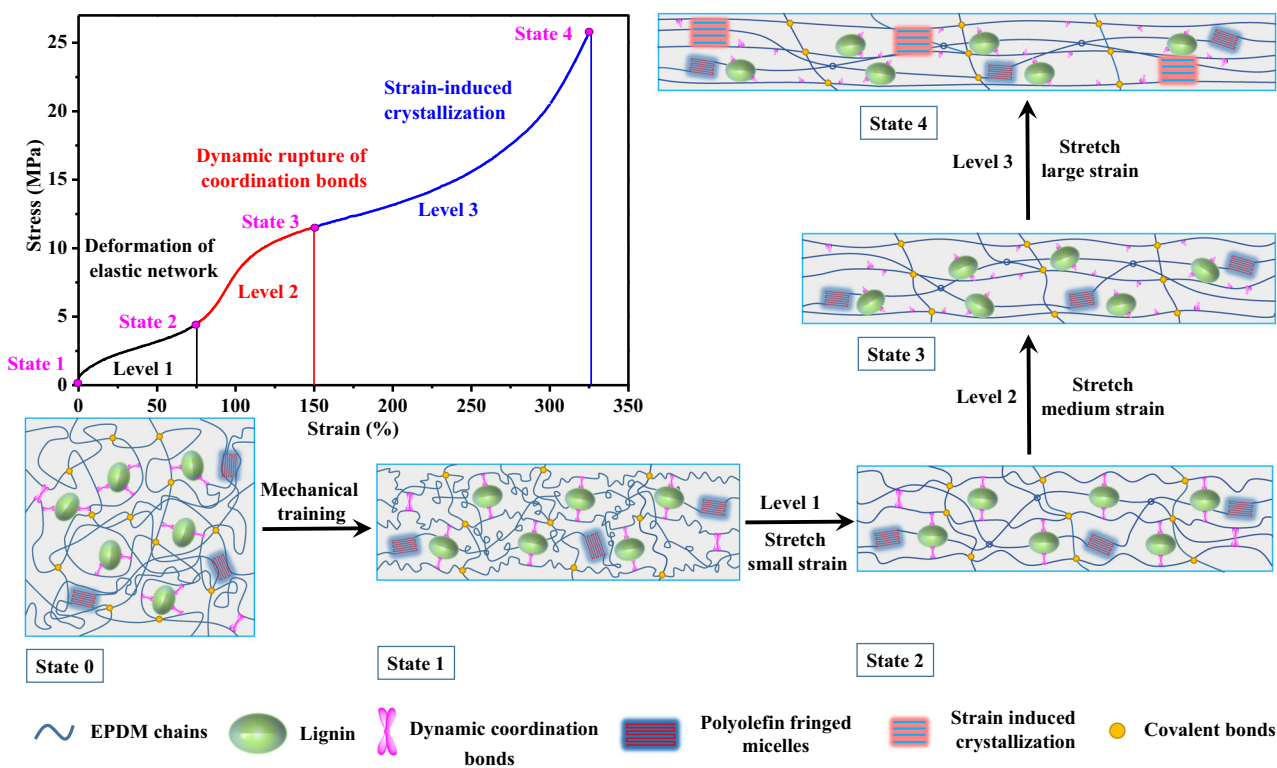 25
20
15
10
5
0
Stress (MPa)
0
50
100
150
200
250
300
350
Strain (%)
State 1
State 2
State 3
State 4
Deformation of
elastic network
Level 1
Dynamic rupture of
coordination bonds
Level 2
Strain-induced
crystallization
Level 3
State 4
Level 3
Stretch
large strain
State 3
Level 2
Stretch
medium strain
Mechanical
training
Level 1
Stretch
small strain
State 0
State 1
State 2
EPDM chains
Lignin
Dynamic coordination
bonds
Polyolefin fringed
micelles
Strain induced
crystallization
Covalent bonds